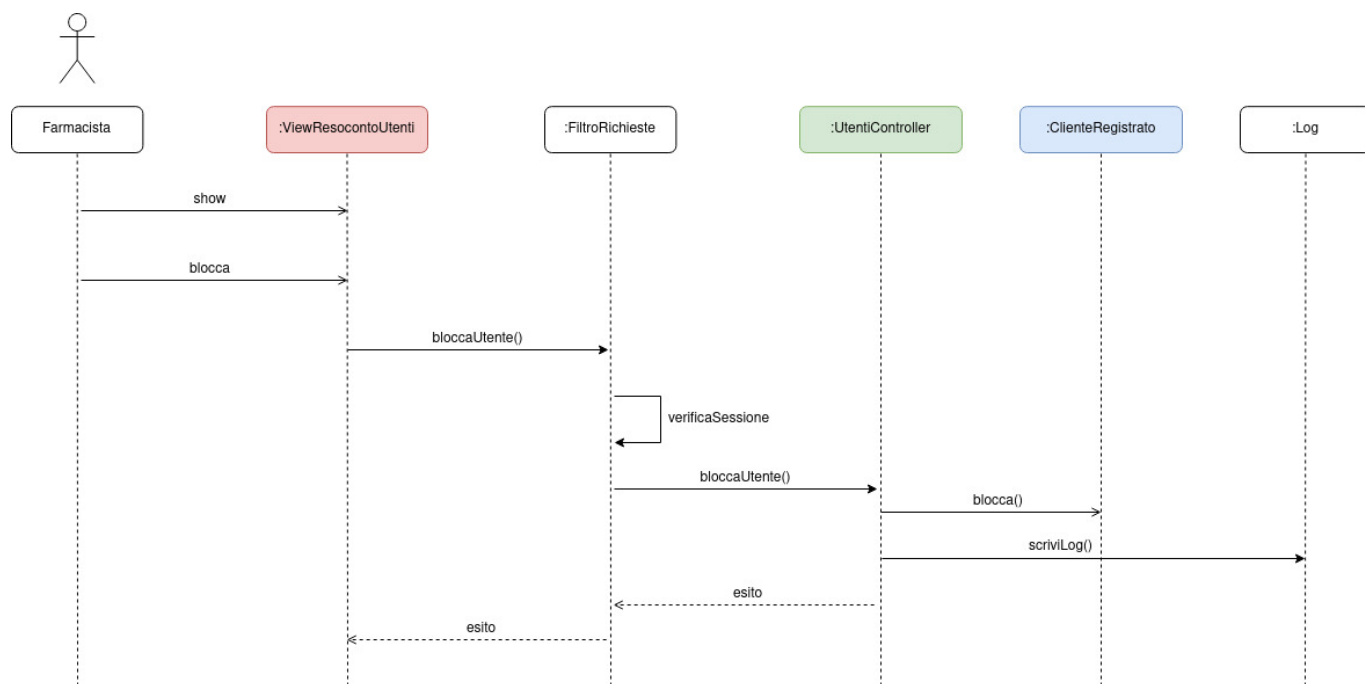 Farmacista
:ViewResocontoUtenti
:FiltroRichieste
:UtentiController
:ClienteRegistrato
:Log
show
blocca
bloccaUtente()
verificaSessione
bloccaUtente()
blocca()
scriviLog()
esito
esito